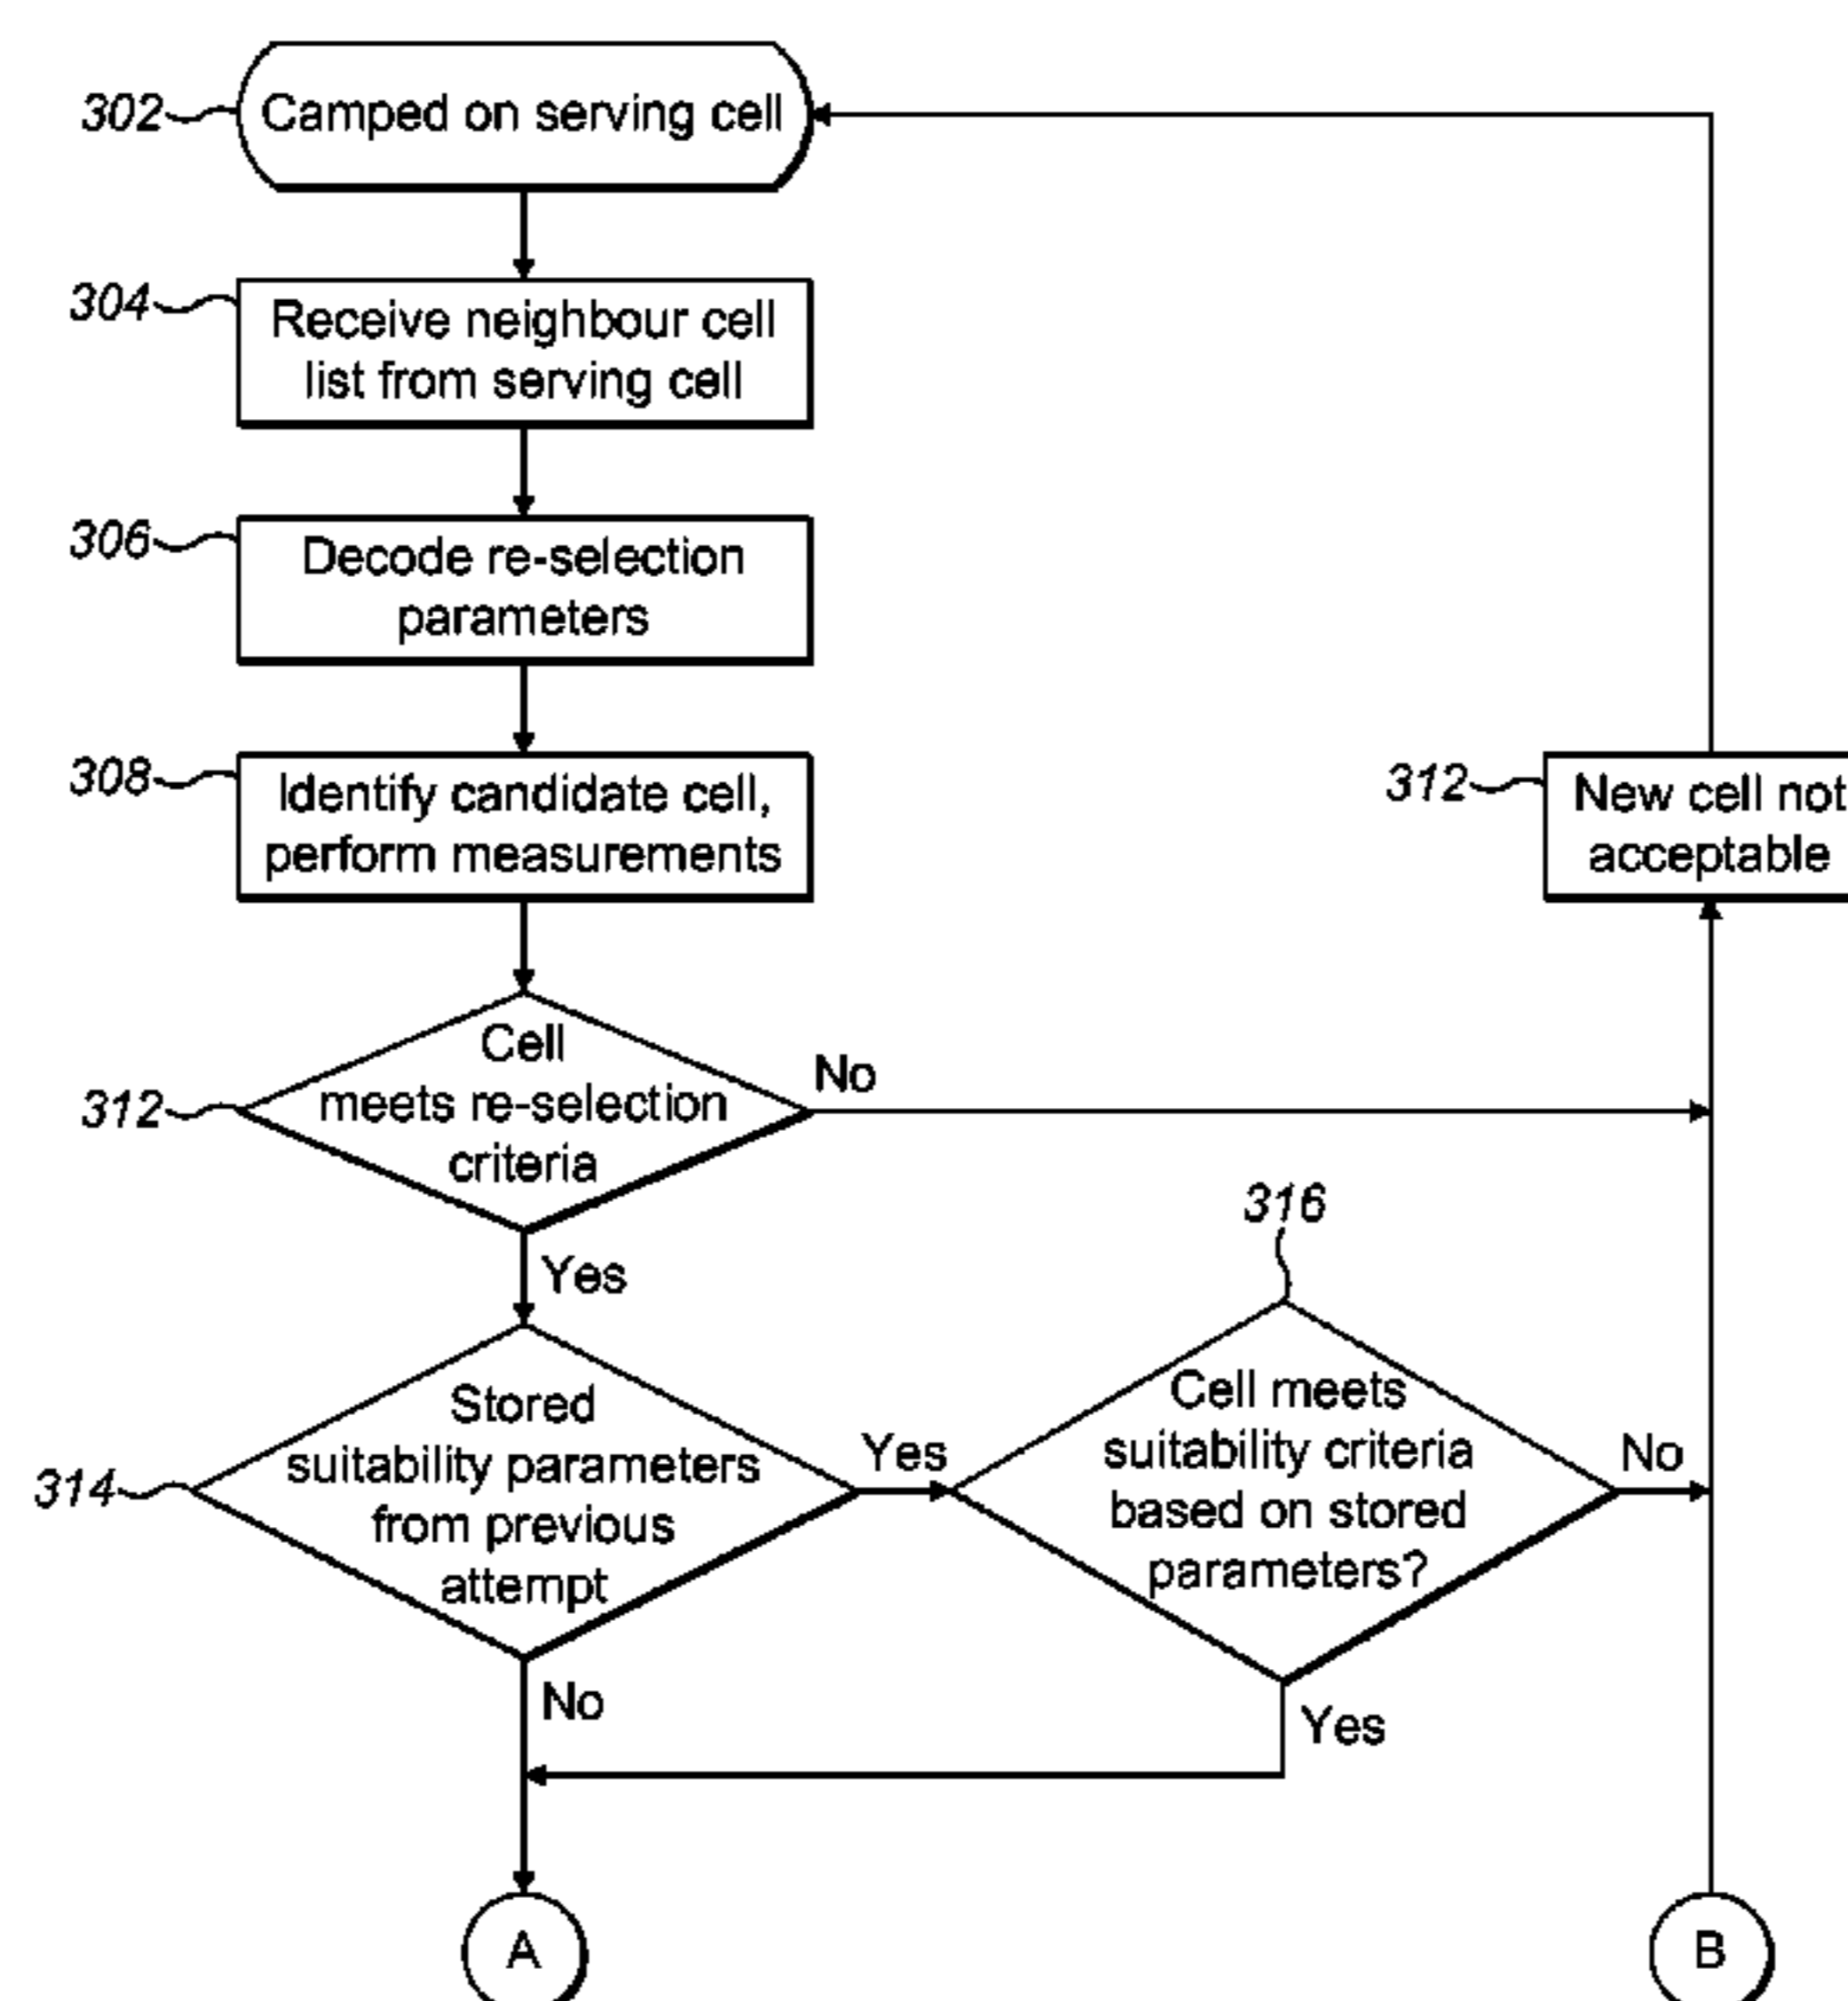 302
Camped on serving cell
304
Receive neighbour cell
list from serving cell
306
Decode re-selection
parameters
308
Identify candidate cell,
perform measurements
312
New cell not
acceptable
312
Cell
meets re-selection
criteria
No
Yes
314
Stored
suitability parameters
from previous
attempt
Yes
No
316
Cell meets
suitability criteria
based on stored
parameters?
No
Yes
A
B